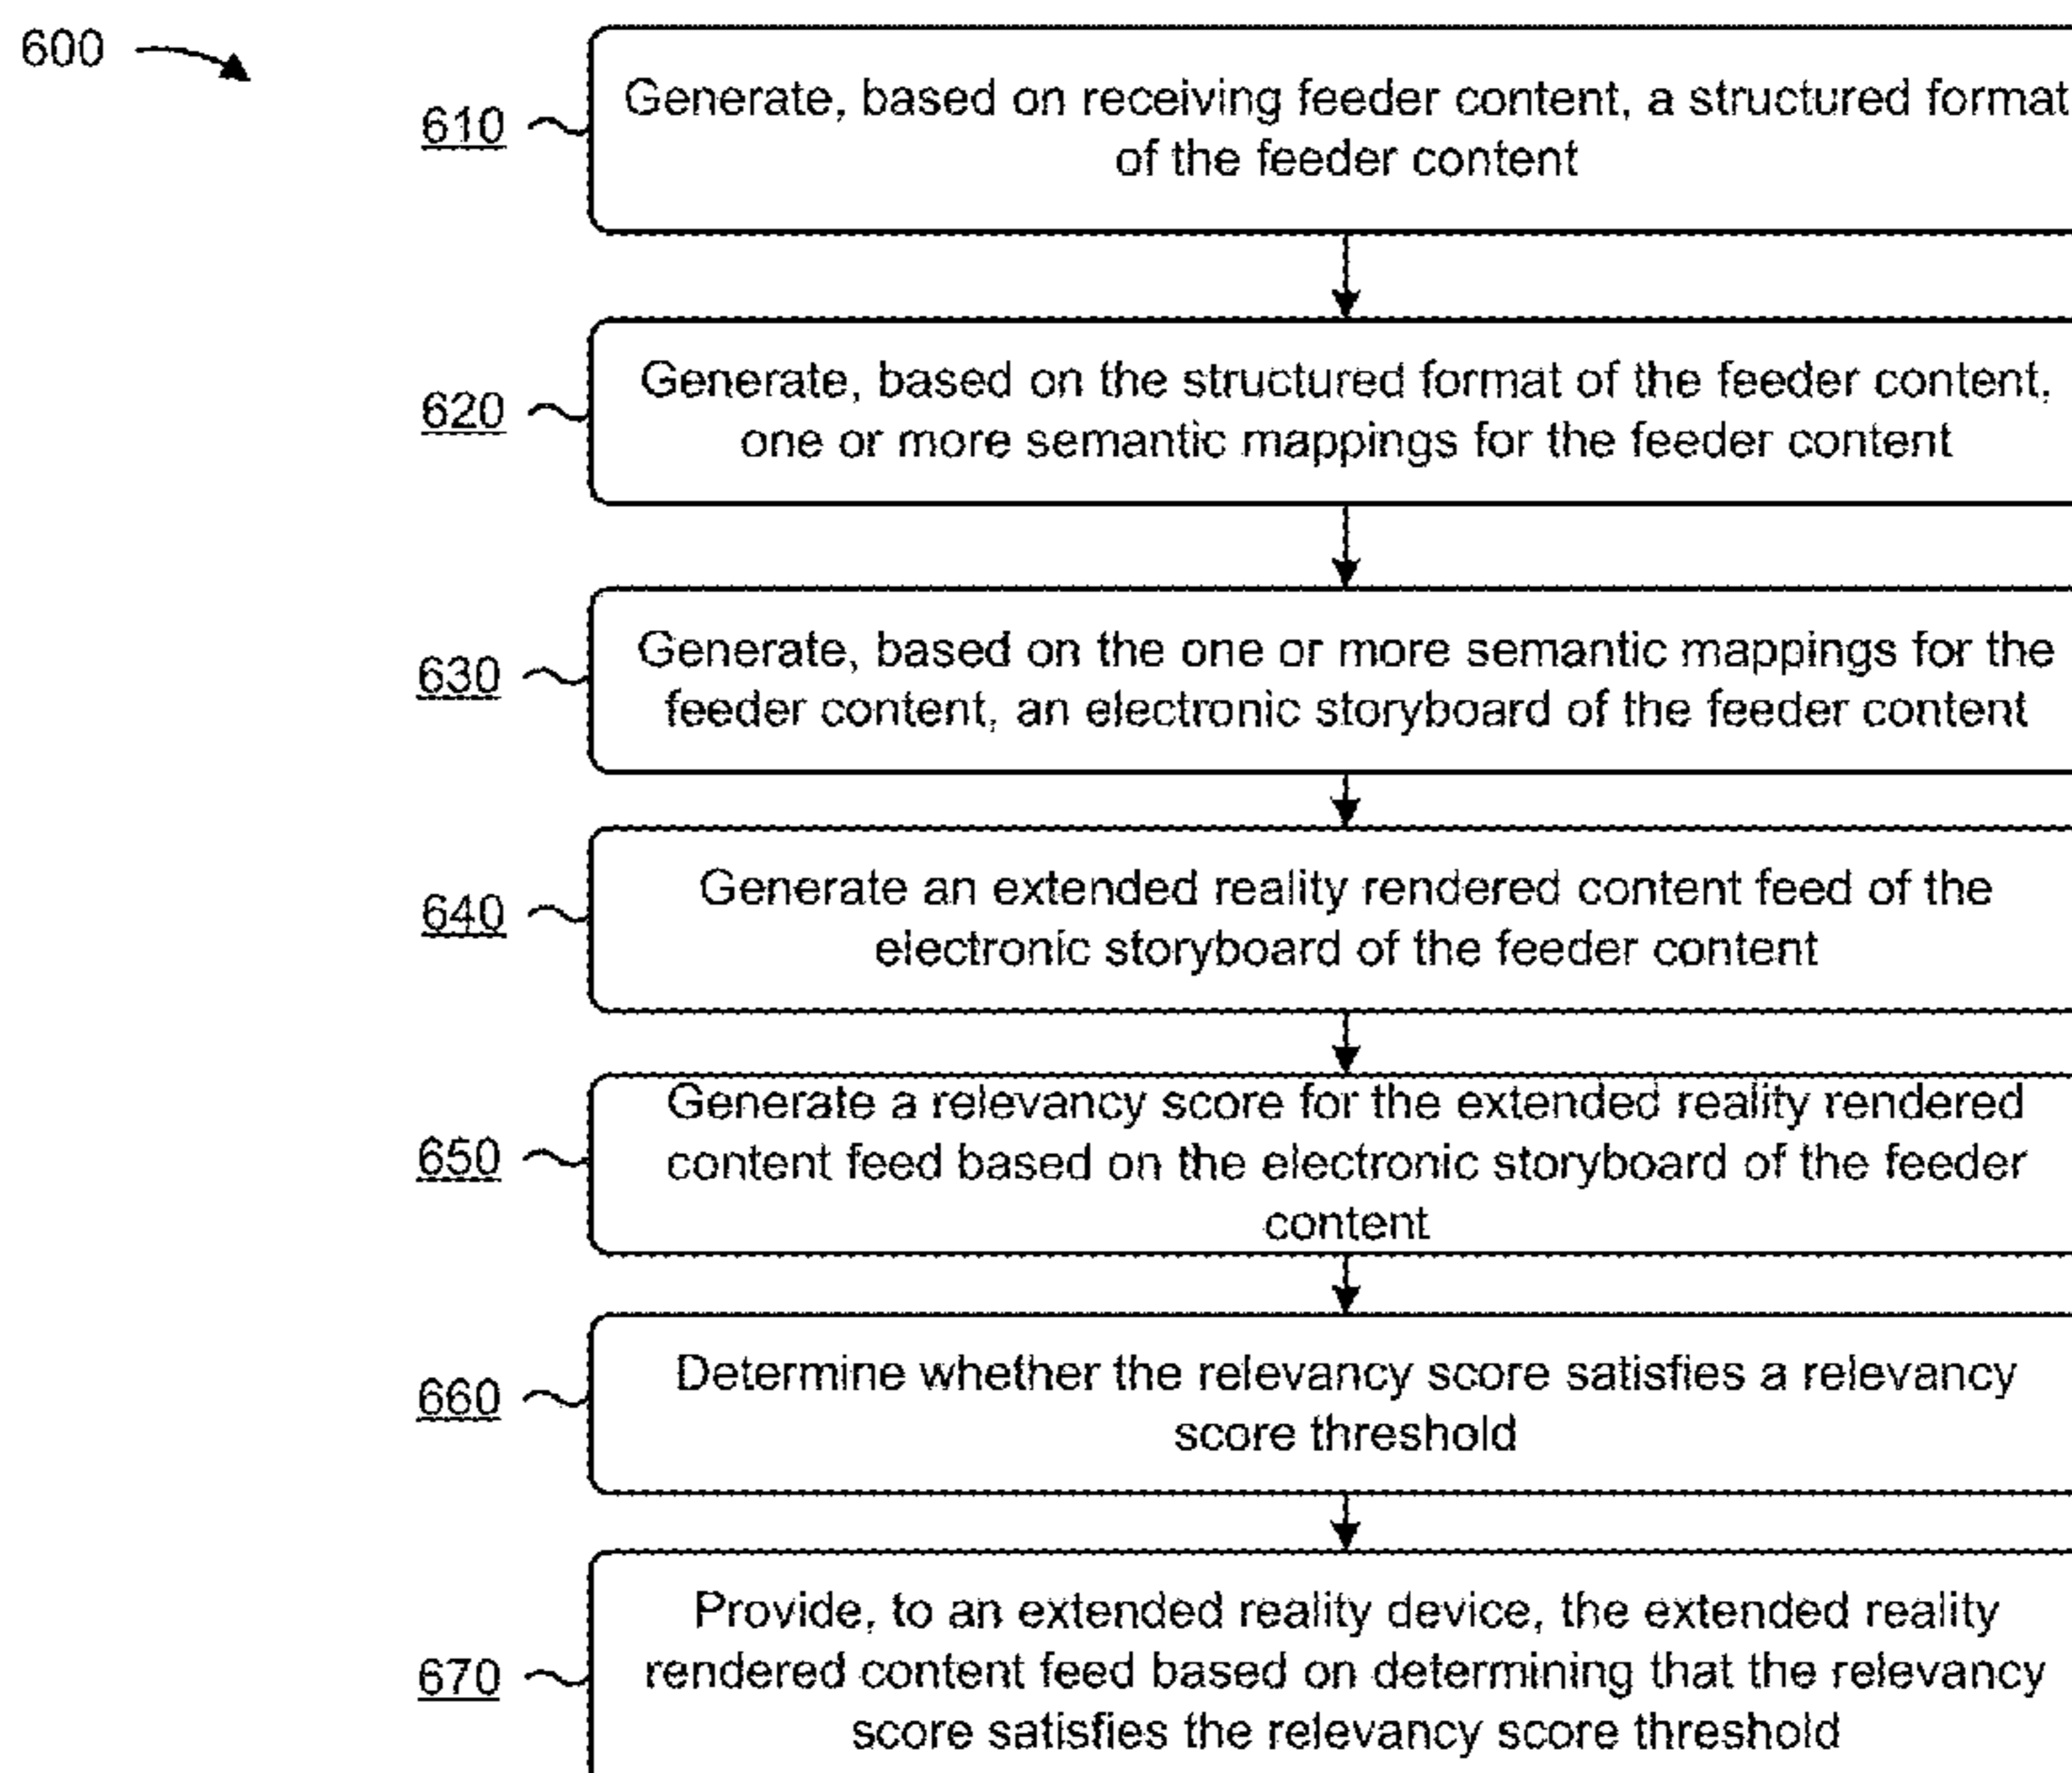 600
610
Generate, based on receiving feeder content, a structured format
of the feeder content
620
Generate, based on the structured format of the feeder content,
one or more semantic mappings for the feeder content
630
Generate, based on the one or more semantic mappings for the
feeder content, an electronic storyboard of the feeder content
640
Generate an extended reality rendered content feed of the
electronic storyboard of the feeder content
650
Generate a relevancy score for the extended reality rendered
content feed based on the electronic storyboard of the feeder
content
660
Determine whether the relevancy score satisfies a relevancy
score threshold
670
Provide, to an extended reality device, the extended reality
rendered content feed based on determining that the relevancy
score satisfies the relevancy score threshold